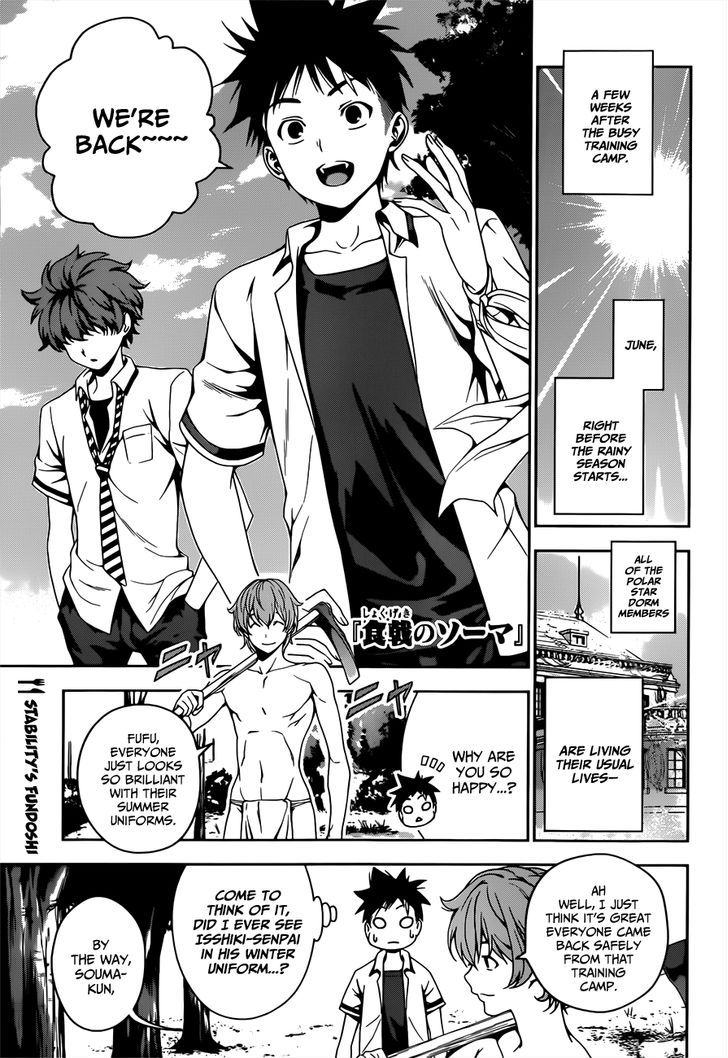 A FEW
WEEKS
AFTER
THE BUSY
TRAINING
CAMP.
JUNE,
RIGHT
BEFORE
THE RAINY
SEASON
STARTS...
WE'RE
BACK~~~
しょくげき
『食戟のソーマ』
ALL OF
THE
POLAR
STAR
DORM
MEMBERS
ARE LIVING
THEIR USUAL
LIVES—
WHY ARE
YOU SO
HAPPY...?
ニャ
ニャ
FUFU,
EVERYONE
JUST LOOKS
SO BRILLIANT
WITH THEIR
SUMMER
UNIFORMS.
STABILITY'S FUNDOSHI
AH
WELL, I JUST
THINK IT'S GREAT
EVERYONE CAME
BACK SAFELY
FROM THAT
TRAINING
CAMP.
COME TO
THINK OF IT,
DID I EVER SEE
ISSHIKI-SENPAI
IN HIS WINTER
UNIFORM...?
BY
THE WAY,
SOUMA-
KUN,